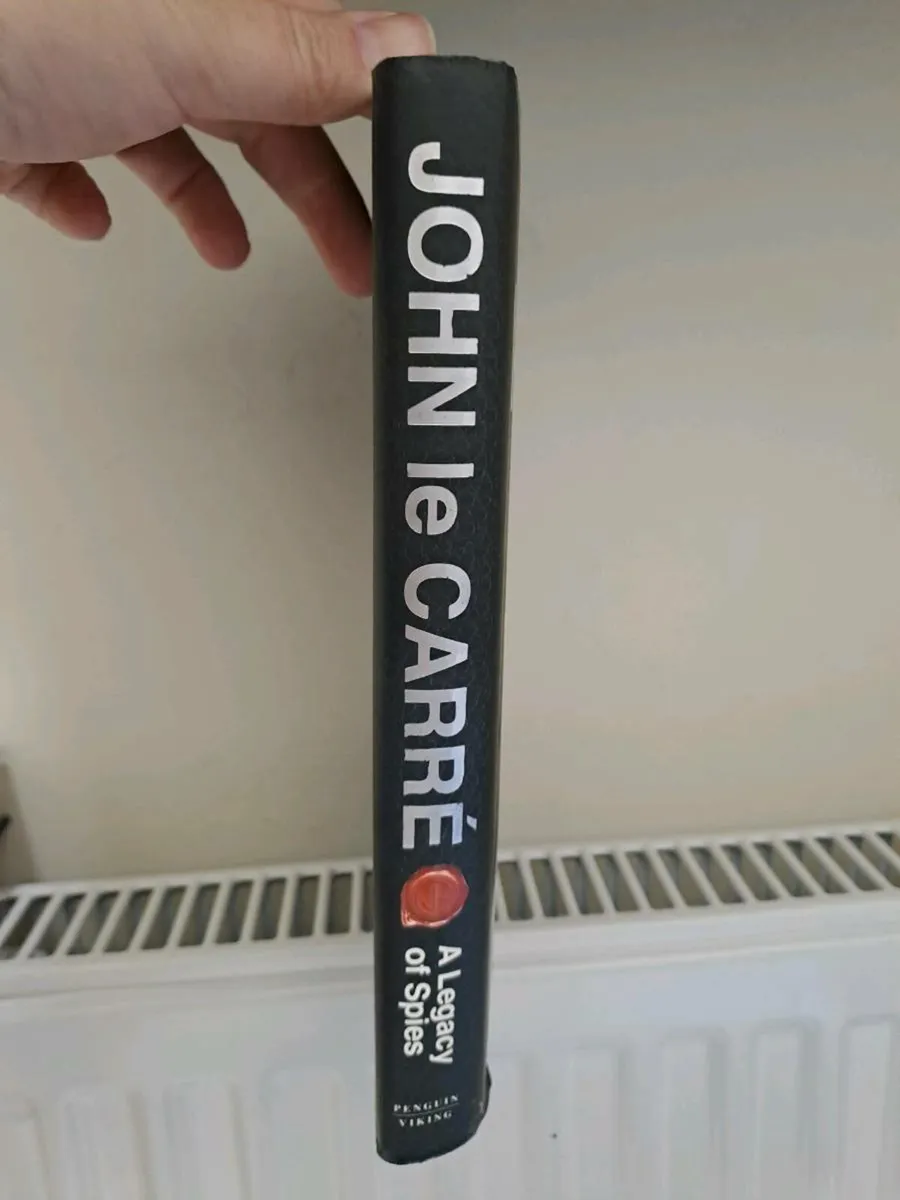 JOHN le CARRÉ
A Legacy
of Spies
PENGUIN
VIKING